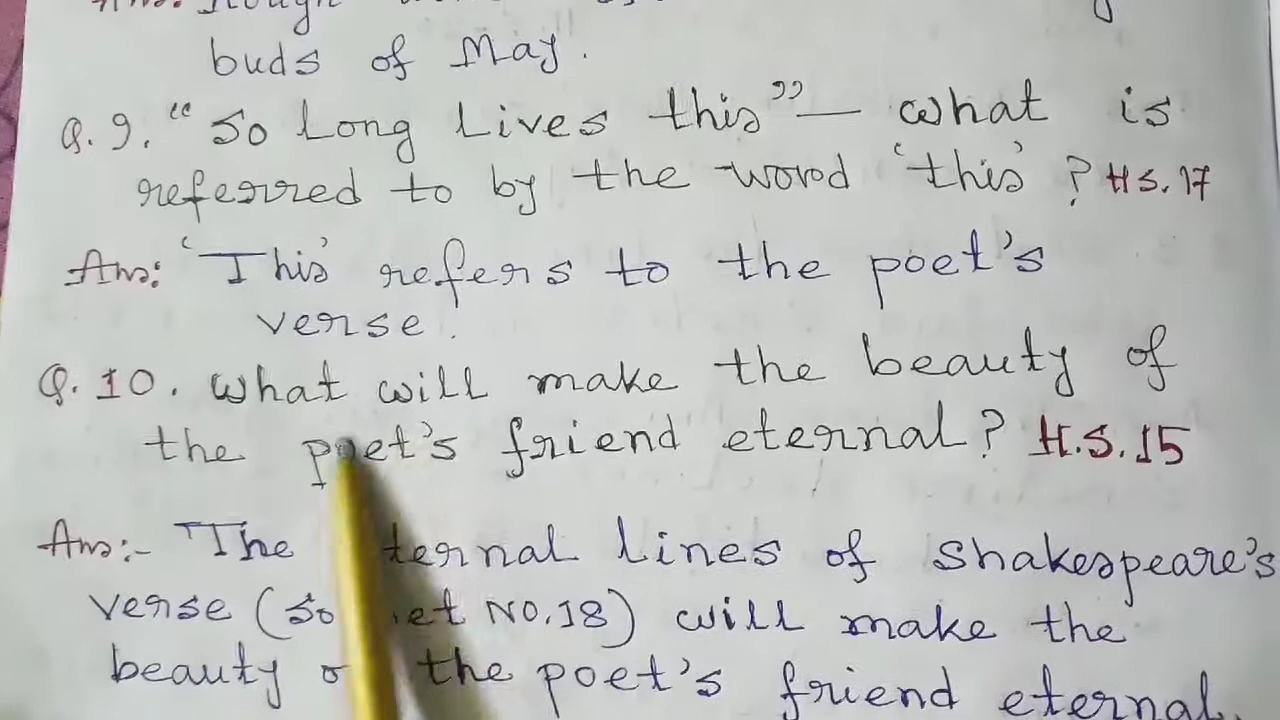 buds of May.
Q.9. "So Long Lives this" — what is
referred to by the word 'this'? H.S.17
Ans: 'This' refers to the poet's
verse.
Q.10. What will make the beauty of
the poet's friend eternal? H.S.15
Ans:- The ternal lines of Shakespeare's
verse (So et NO.18) will make the
beauty o the poet's friend eternal.